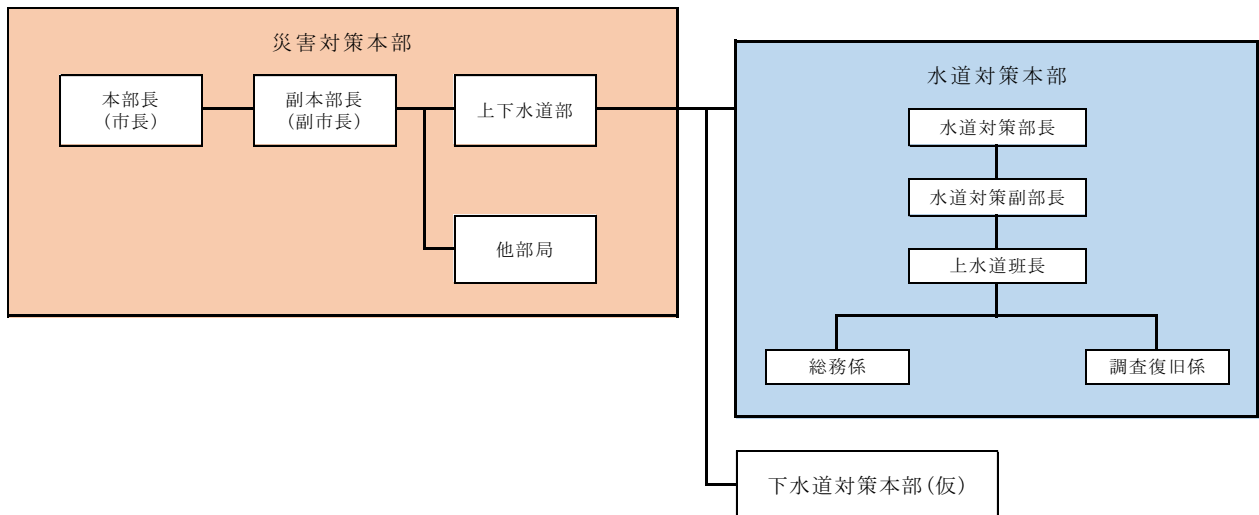 災害対策本部
本部長
(市長)
副本部長
(副市長)
上下水道部
他部局
水道対策本部
水道対策部長
水道対策副部長
上水道班長
総務係
調査復旧係
下水道対策本部(仮)